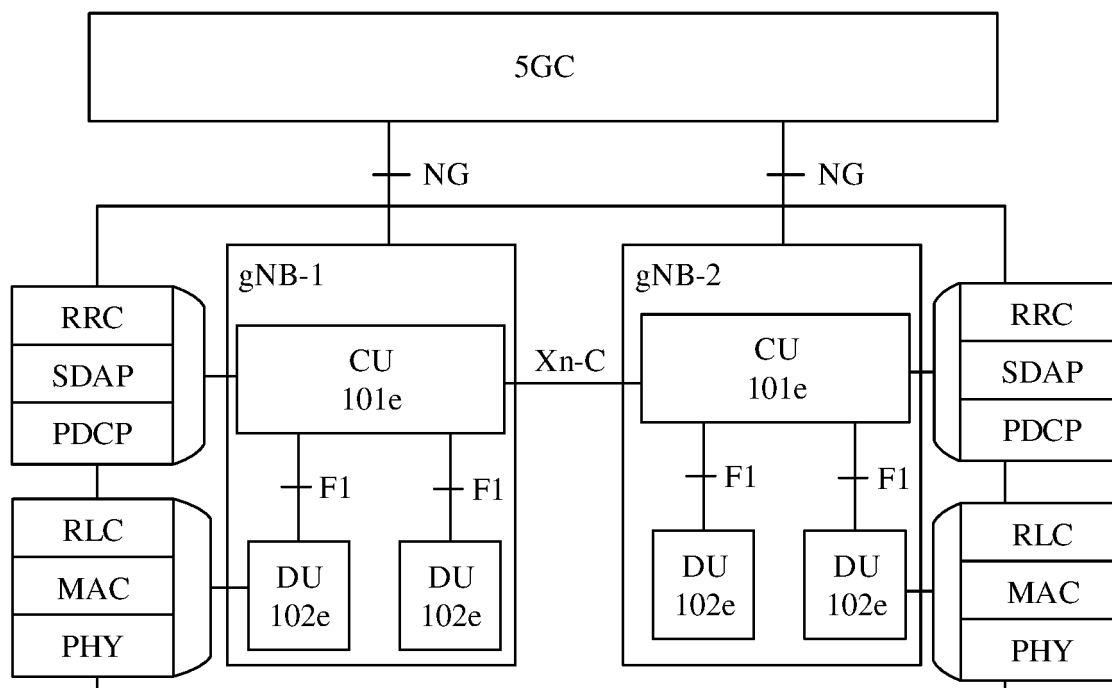 5GC
NG
NG
gNB-1
gNB-2
RRC
SDAP
PDCP
CU
101e
Xn-C
CU
101e
RRC
SDAP
PDCP
F1
F1
F1
F1
RLC
MAC
PHY
DU
102e
DU
102e
DU
102e
DU
102e
RLC
MAC
PHY